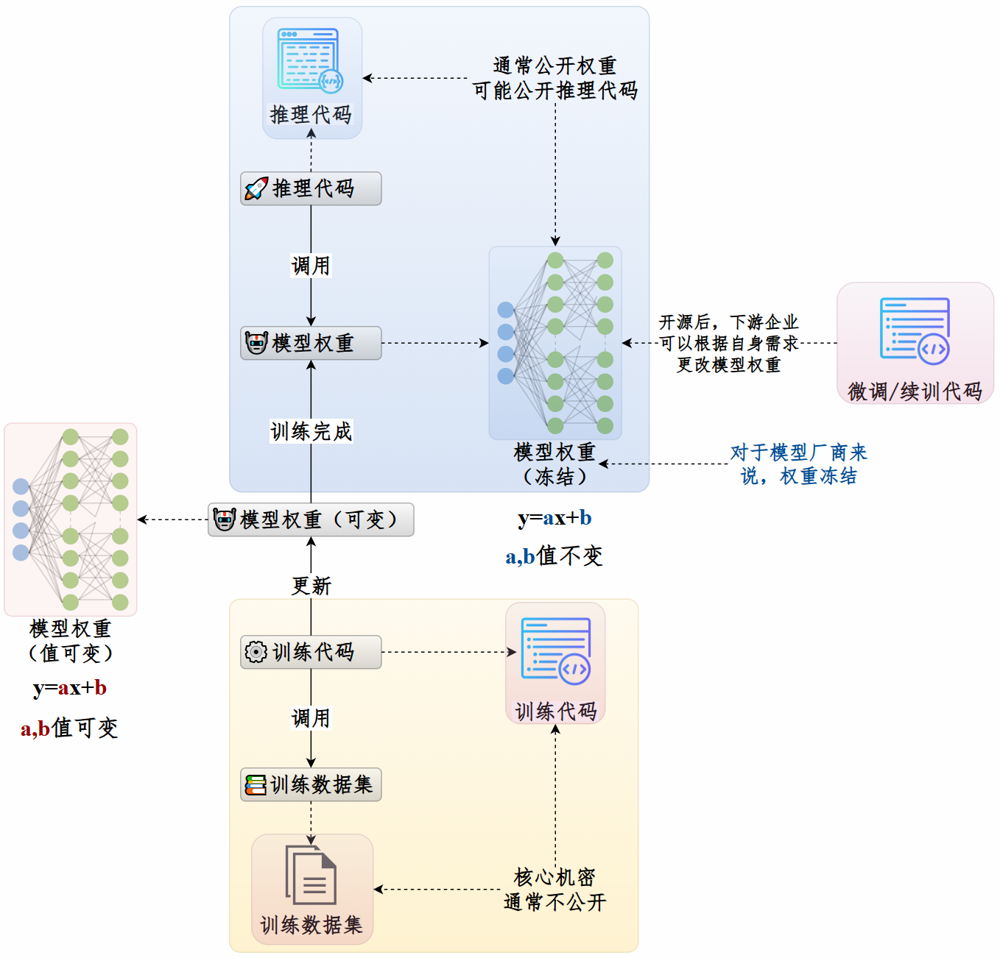 推理代码
通常公开权重
可能公开推理代码
推理代码
调用
模型权重
开源后，下游企业
可以根据自身需求
更改模型权重
微调/续训代码
训练完成
模型权重
（冻结）
对于模型厂商来
说，权重冻结
模型权重（可变）
y=ax+b
a,b值不变
更新
模型权重
（值可变）
y=ax+b
a,b值可变
训练代码
训练代码
调用
训练数据集
核心机密
通常不公开
训练数据集